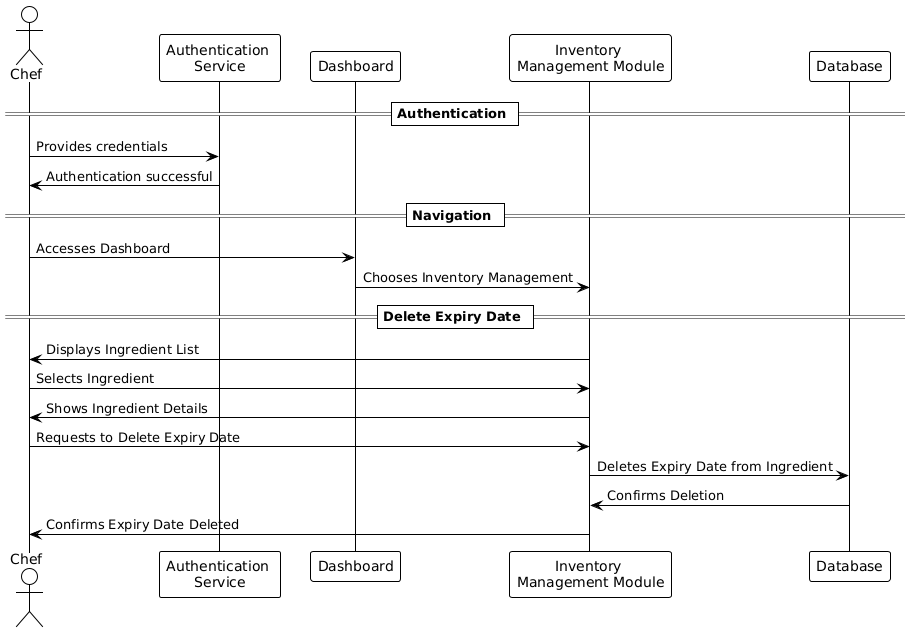 Chef
Authentication
Service
Dashboard
Inventory
Management Module
Database
Authentication
Provides credentials
Authentication successful
Navigation
Accesses Dashboard
Chooses Inventory Management
Delete Expiry Date
Displays Ingredient List
Selects Ingredient
Shows Ingredient Details
Requests to Delete Expiry Date
Deletes Expiry Date from Ingredient
Confirms Deletion
Confirms Expiry Date Deleted
Chef
Authentication
Service
Dashboard
Inventory
Management Module
Database